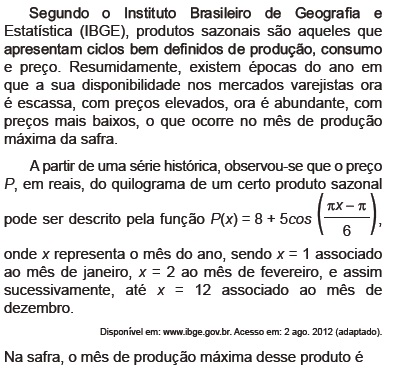 Segundo o Instituto Brasileiro de Geografia e
Estatística (IBGE), produtos sazonais são aqueles que
apresentam ciclos bem definidos de produção, consumo
e preço. Resumidamente, existem épocas do ano em
que a sua disponibilidade nos mercados varejistas ora
é escassa, com preços elevados, ora é abundante, com
preços mais baixos, o que ocorre no mês de produção
máxima da safra.
A partir de uma série histórica, observou-se que o preço
P, em reais, do quilograma de um certo produto sazonal
pode ser descrito pela função P(x) = 8 + 5cos ( (πx – π) / 6 ),
onde x representa o mês do ano, sendo x = 1 associado
ao mês de janeiro, x = 2 ao mês de fevereiro, e assim
sucessivamente, até x = 12 associado ao mês de
dezembro.
Disponível em: www.ibge.gov.br. Acesso em: 2 ago. 2012 (adaptado).
Na safra, o mês de produção máxima desse produto é